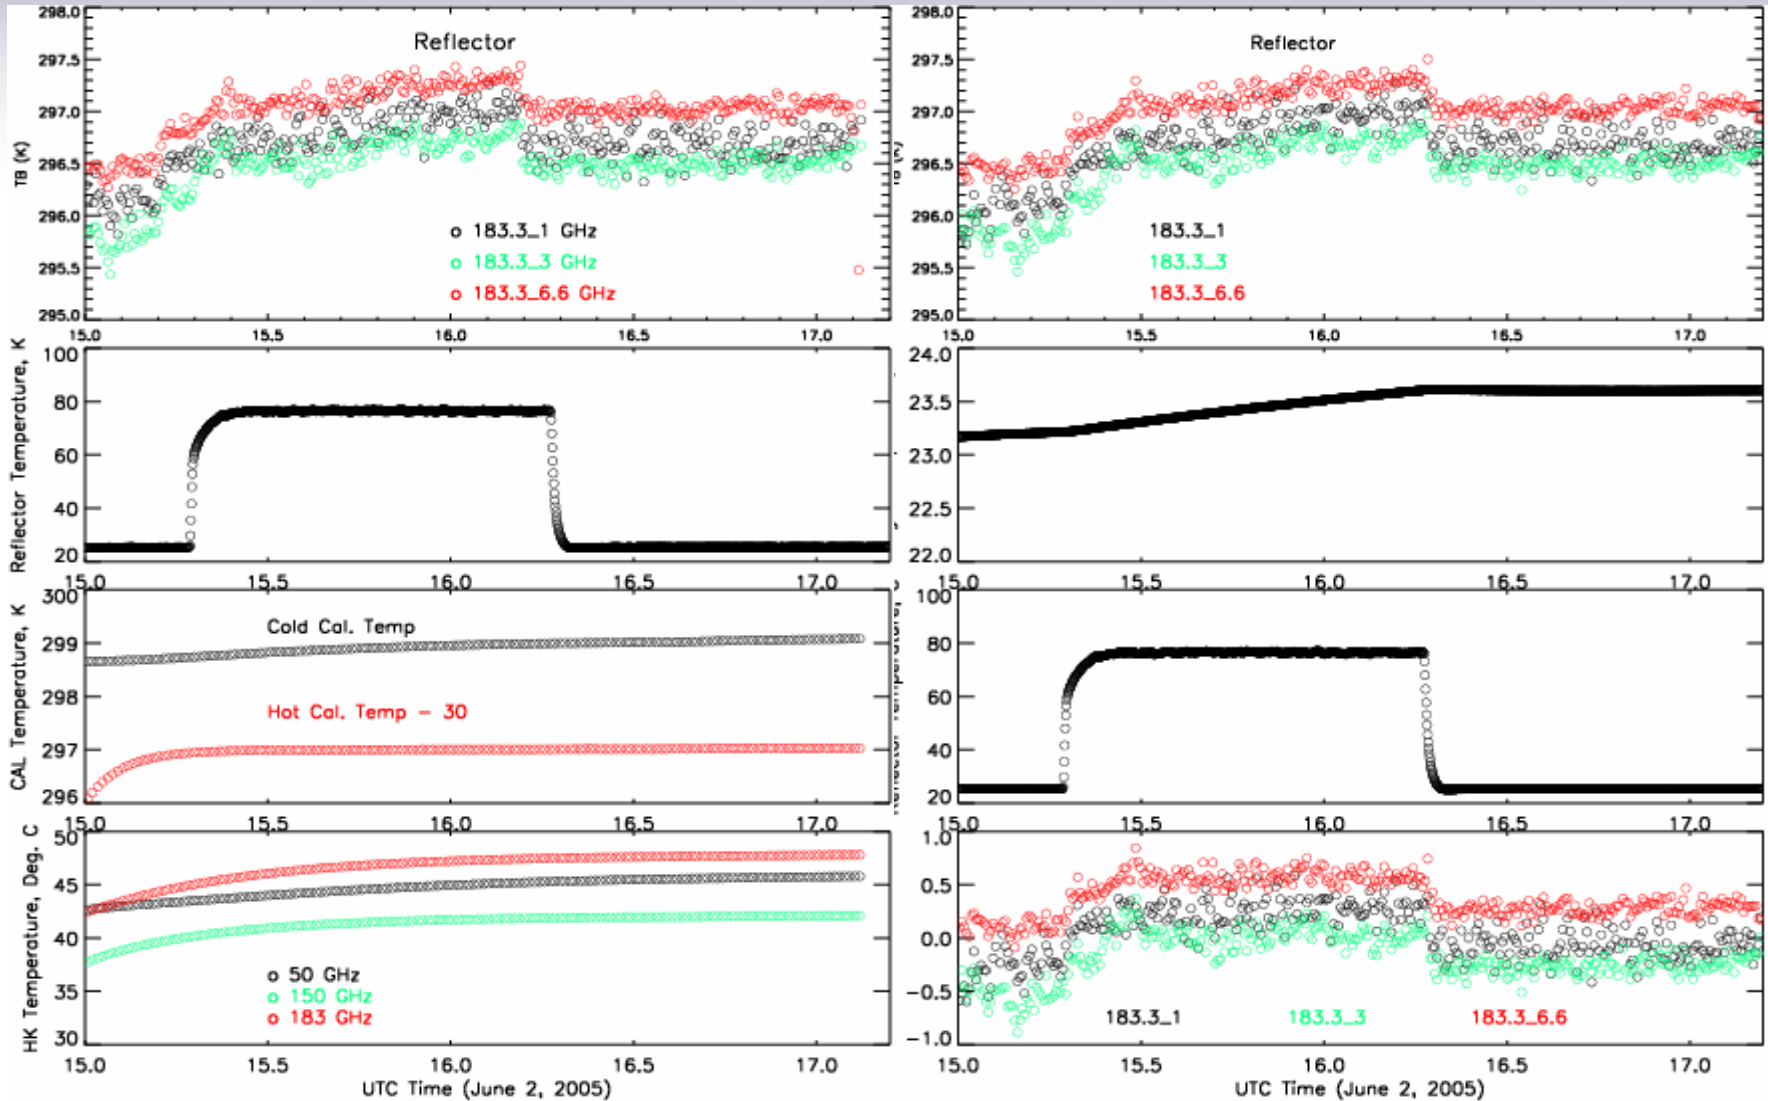 298.0
297.5
297.0
296.5
296.0
295.5
295.0
TB (K)
Reflector
183.3_1 GHz
183.3_3 GHz
183.3_6.6 GHz
15.0 15.5 16.0 16.5 17.0
298.0
297.5
297.0
296.5
296.0
295.5
295.0
Reflector
183.3_1
183.3_3
183.3_6.6
15.0 15.5 16.0 16.5 17.0
Reflector Temperature, K
100
80
60
40
20
15.0 15.5 16.0 16.5 17.0
24.0
23.5
23.0
22.5
22.0
15.0 15.5 16.0 16.5 17.0
CAL Temperature, K
300
299
298
297
296
Cold Cal. Temp
Hot Cal. Temp - 30
15.0 15.5 16.0 16.5 17.0
100
80
60
40
20
15.0 15.5 16.0 16.5 17.0
HK Temperature, Deg. C
50
45
40
35
30
50 GHz
150 GHz
183 GHz
15.0 15.5 16.0 16.5 17.0
UTC Time (June 2, 2005)
1.0
0.5
0.0
-0.5
-1.0
183.3_1 183.3_3 183.3_6.6
15.0 15.5 16.0 16.5 17.0
UTC Time (June 2, 2005)